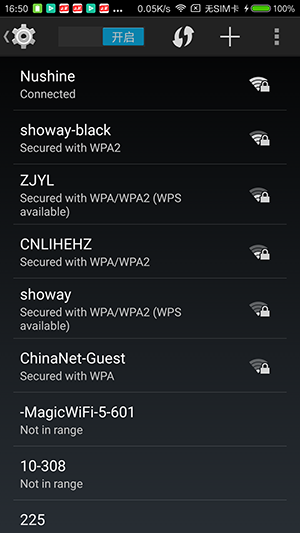 16:50
0.05K/s
无SIM卡
100%
开启
Nushine
Connected
showay-black
Secured with WPA2
ZJYL
Secured with WPA/WPA2 (WPS
available)
CNLIHEHZ
Secured with WPA/WPA2
showay
Secured with WPA/WPA2 (WPS
available)
ChinaNet-Guest
Secured with WPA
-MagicWiFi-5-601
Not in range
10-308
Not in range
225